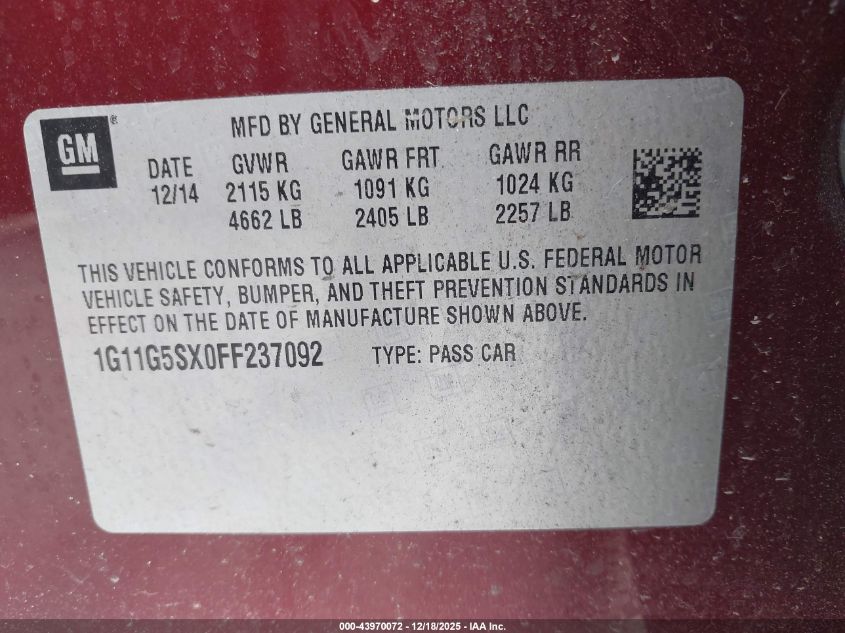 GM®
MFD BY GENERAL MOTORS LLC
DATE GVWR GAWR FRT GAWR RR
12/14 2115 KG 1091 KG 1024 KG
4662 LB 2405 LB 2257 LB
THIS VEHICLE CONFORMS TO ALL APPLICABLE U.S. FEDERAL MOTOR
VEHICLE SAFETY, BUMPER, AND THEFT PREVENTION STANDARDS IN
EFFECT ON THE DATE OF MANUFACTURE SHOWN ABOVE.
1G11G5SX0FF237092 TYPE: PASS CAR
000-43970072 - 12/18/2025 - IAA Inc.